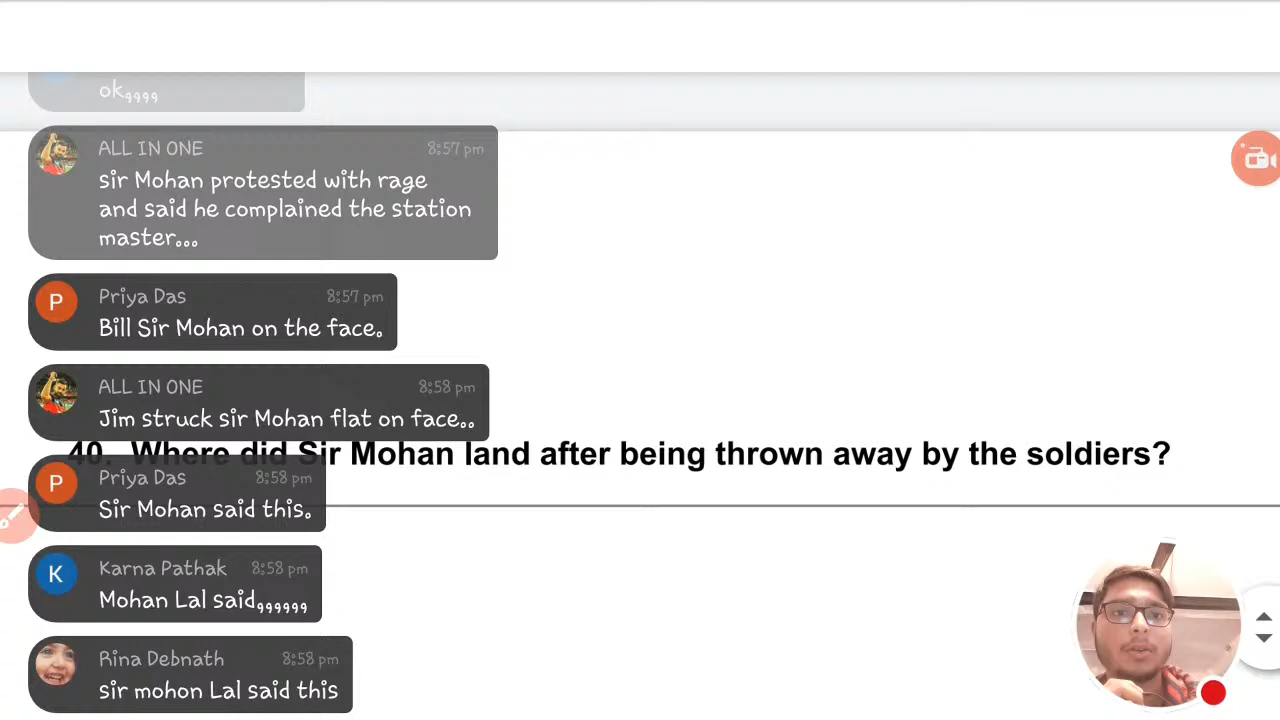 ok,,,,
ALL IN ONE 8:57 pm
sir Mohan protested with rage
and said he complained the station
master...
P Priya Das 8:57 pm
Bill Sir Mohan on the face.
ALL IN ONE 8:58 pm
Jim struck sir Mohan flat on face..
40. Where did Sir Mohan land after being thrown away by the soldiers?
P Priya Das 8:58 pm
Sir Mohan said this.
K Karna Pathak 8:58 pm
Mohan Lal said,,,,,,
Rina Debnath 8:58 pm
sir mohon Lal said this